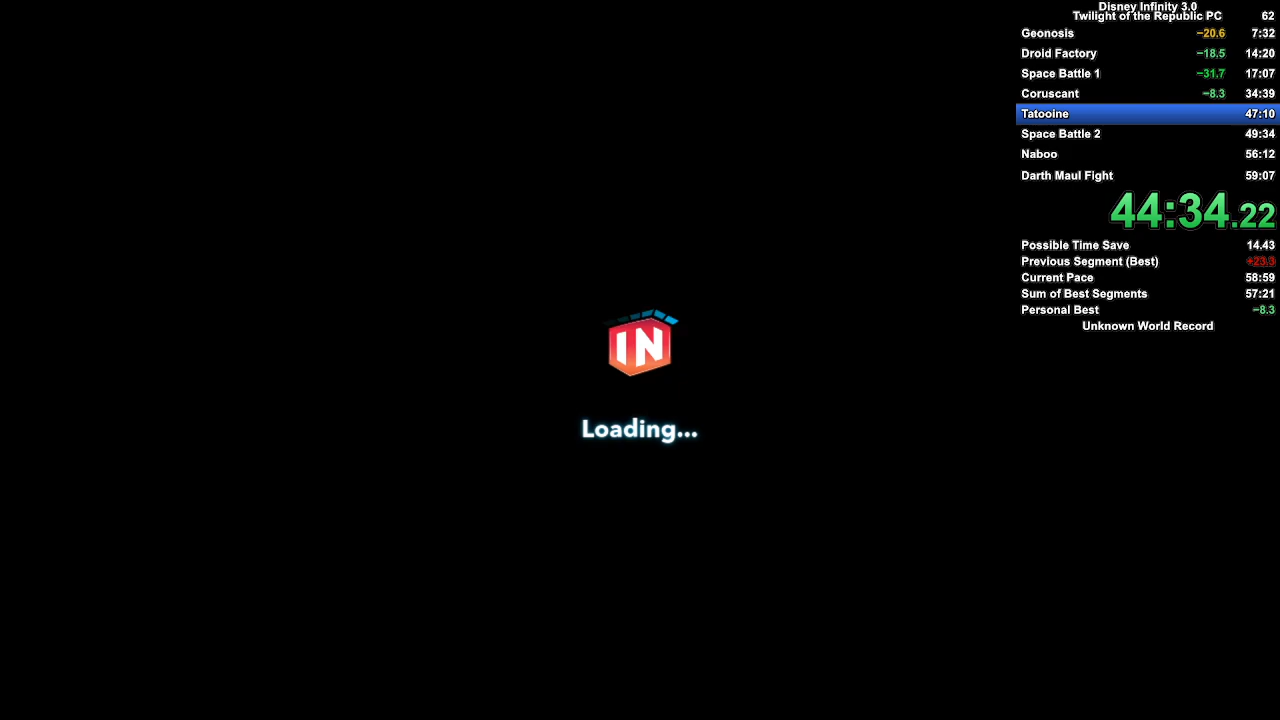 Disney Infinity 3.0
Twilight of the Republic PC 62
Geonosis −20.6 7:32
Droid Factory −18.5 14:20
Space Battle 1 −31.7 17:07
Coruscant −8.3 34:39
Tatooine 47:10
Space Battle 2 49:34
Naboo 56:12
Darth Maul Fight 59:07
44:34.22
Possible Time Save 14.43
Previous Segment (Best) +23.3
Current Pace 58:59
Sum of Best Segments 57:21
Personal Best −8.3
Unknown World Record
IN
Loading...